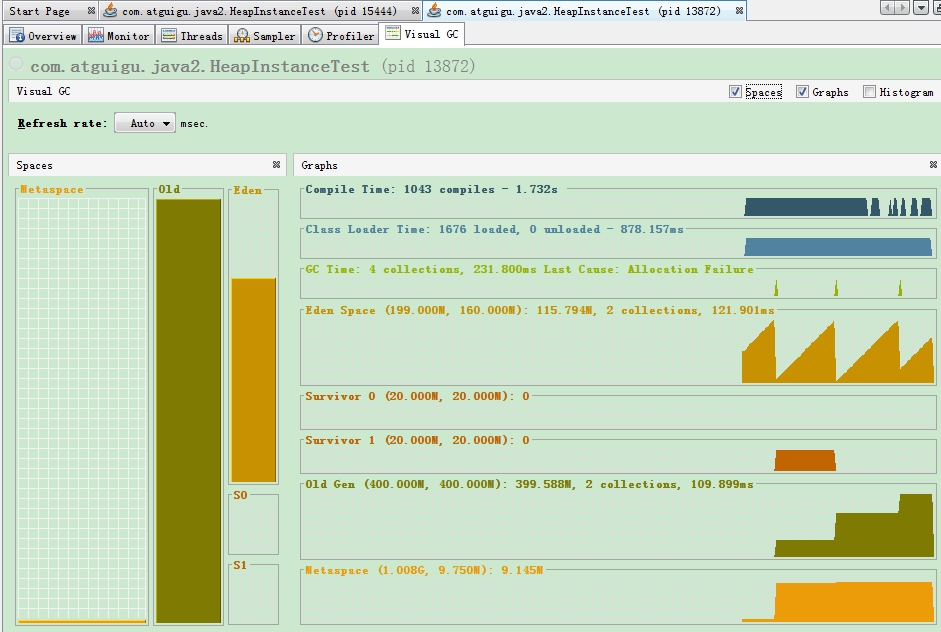 Start Page com.atguigu.java2.HeapInstanceTest (pid 15444) com.atguigu.java2.HeapInstanceTest (pid 13872)
Overview Monitor Threads Sampler Profiler Visual GC
com.atguigu.java2.HeapInstanceTest (pid 13872)
Visual GC Spaces Graphs Histogram
Refresh rate: Auto msec.
Spaces Graphs
Metaspace Old Eden
S0
S1
Compile Time: 1043 compiles - 1.732s
Class Loader Time: 1676 loaded, 0 unloaded - 878.157ms
GC Time: 4 collections, 231.800ms Last Cause: Allocation Failure
Eden Space (199.000M, 160.000M): 115.794M, 2 collections, 121.901ms
Survivor 0 (20.000M, 20.000M): 0
Survivor 1 (20.000M, 20.000M): 0
Old Gen (400.000M, 400.000M): 399.588M, 2 collections, 109.899ms
Metaspace (1.008G, 9.750M): 9.145M